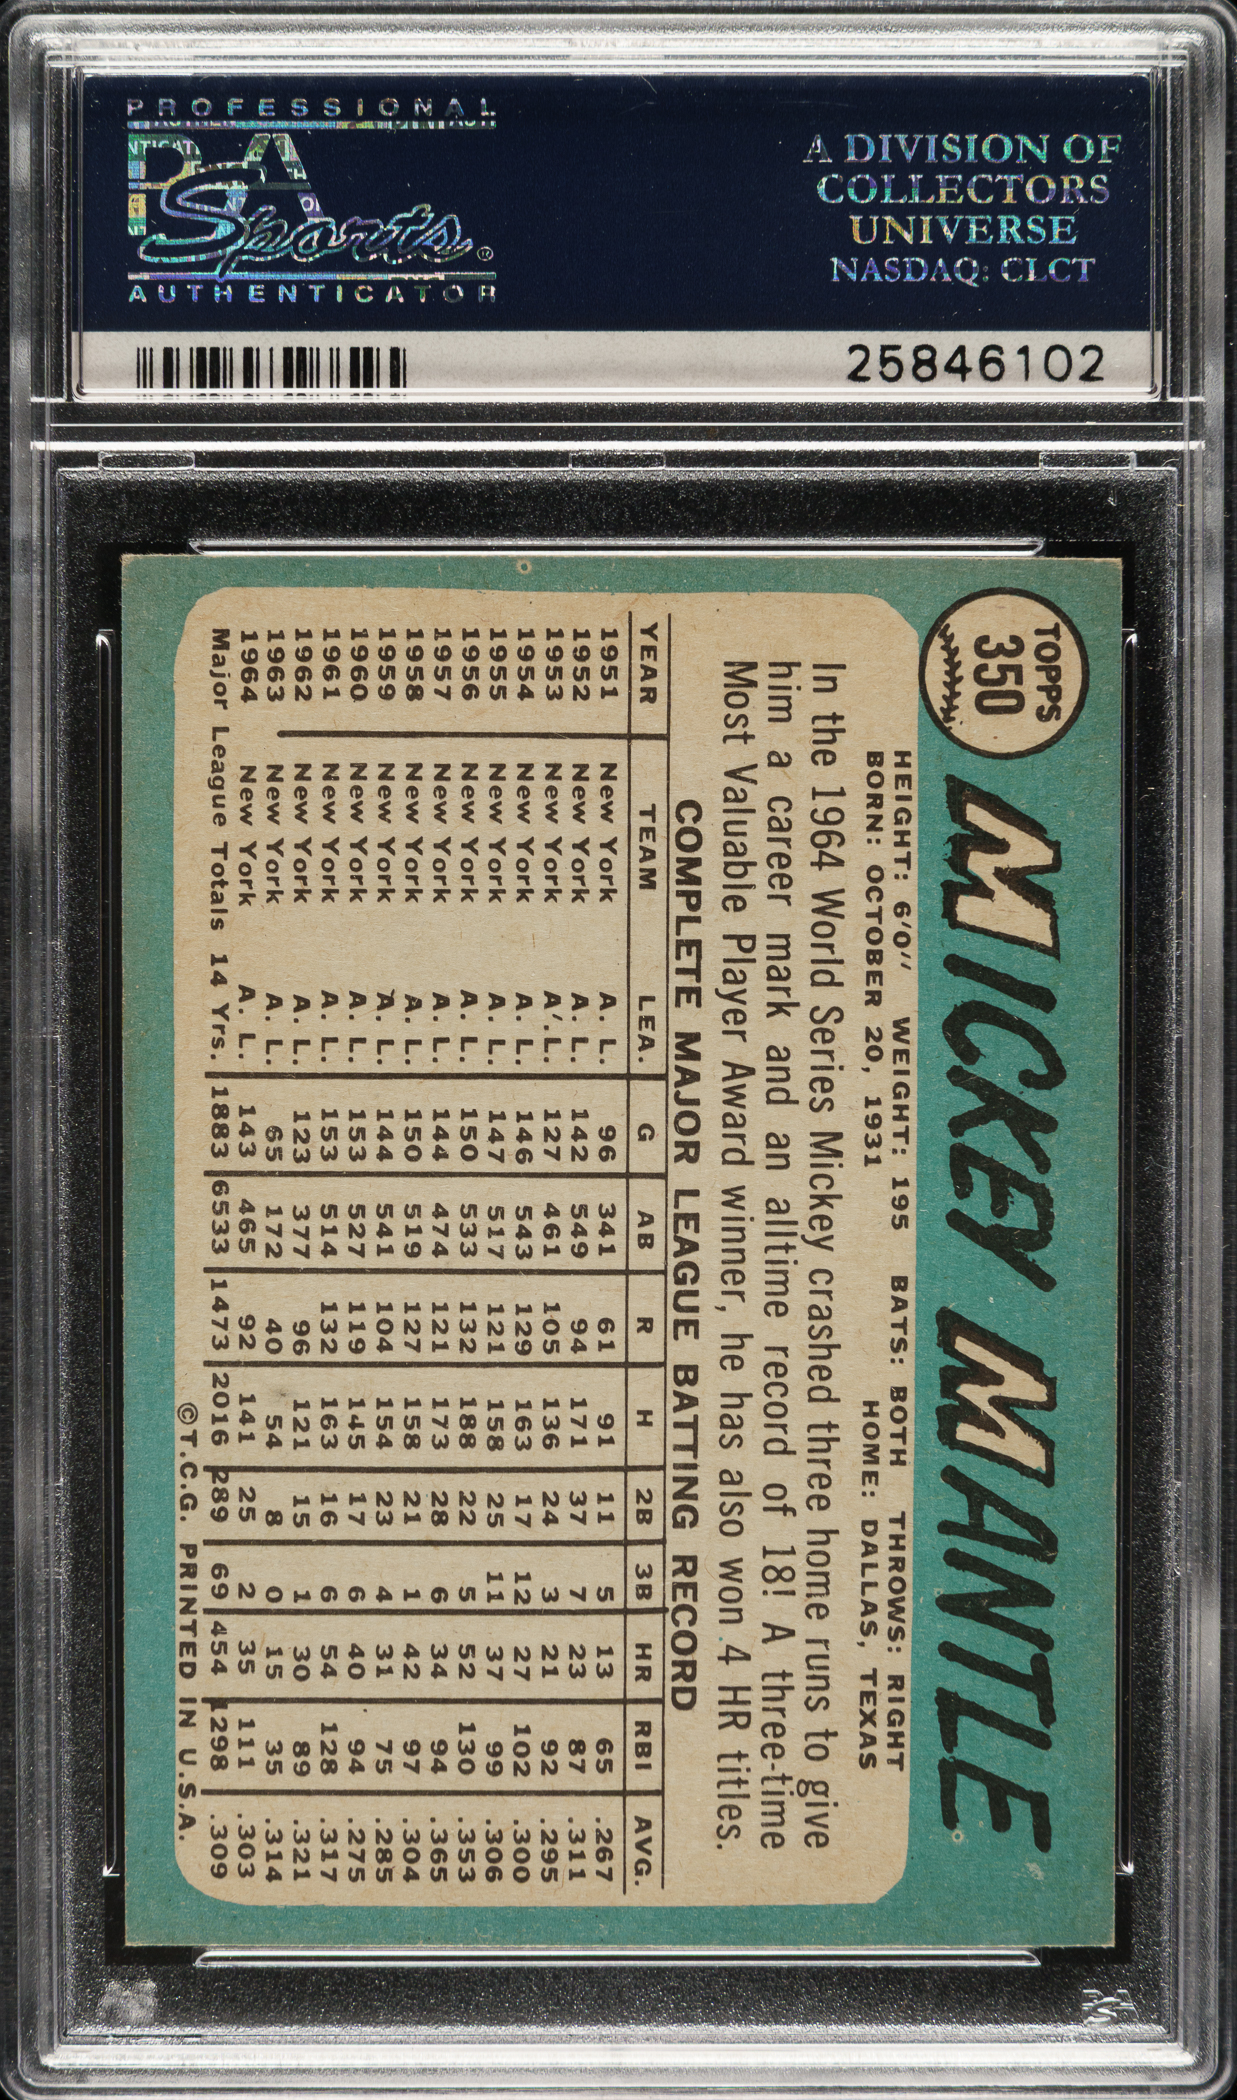 PROFESSIONAL
PSA
Sports®
AUTHENTICATOR
A DIVISION OF
COLLECTORS
UNIVERSE
NASDAQ: CLCT
25846102
TOPPS
350
MICKEY MANTLE
HEIGHT: 6'0" WEIGHT: 195 BATS: BOTH THROWS: RIGHT
BORN: OCTOBER 20, 1931 HOME: DALLAS, TEXAS
In the 1964 World Series Mickey crashed three home runs to give
him a career mark and an alltime record of 18! A three-time
Most Valuable Player Award winner, he has also won 4 HR titles.
COMPLETE MAJOR LEAGUE BATTING RECORD
YEAR TEAM LEA. G AB R H 2B 3B HR RBI AVG.
1951 New York A. L. 96 341 61 91 11 5 13 65 .267
1952 New York A. L. 142 549 94 171 37 7 23 87 .311
1953 New York A. L. 127 461 105 136 24 3 21 92 .295
1954 New York A. L. 146 543 129 163 17 12 27 102 .300
1955 New York A. L. 147 517 121 158 25 11 37 99 .306
1956 New York A. L. 150 533 132 188 22 5 52 130 .353
1957 New York A. L. 144 474 121 173 28 6 34 94 .365
1958 New York A. L. 150 519 127 158 21 1 42 97 .304
1959 New York A. L. 144 541 104 154 23 4 31 75 .285
1960 New York A. L. 153 527 119 145 17 6 40 94 .275
1961 New York A. L. 153 514 132 163 16 6 54 128 .317
1962 New York A. L. 123 377 96 121 15 1 30 89 .321
1963 New York A. L. 65 172 40 54 8 0 15 35 .314
1964 New York A. L. 143 465 92 141 25 2 35 111 .303
Major League Totals 14 Yrs. 1883 6533 1473 2016 289 69 454 1298 .309
©T.C.G. PRINTED IN U.S.A.
PSA